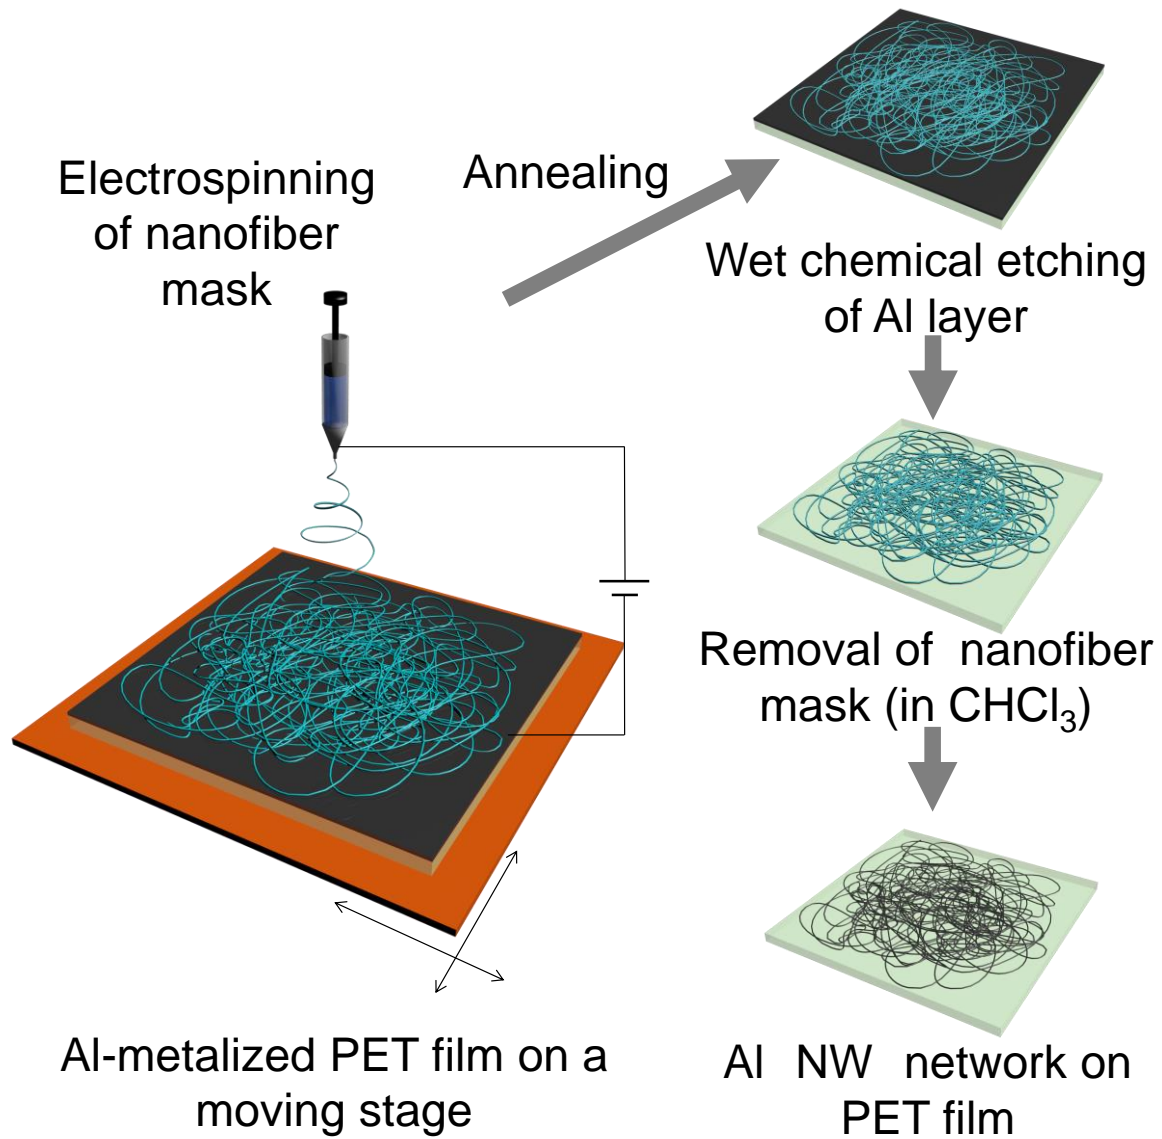 Electrospinning
of nanofiber
mask
Annealing
Wet chemical etching
of Al layer
Removal of nanofiber
mask (in CHCl₃)
Al-metalized PET film on a
moving stage
Al NW network on
PET film